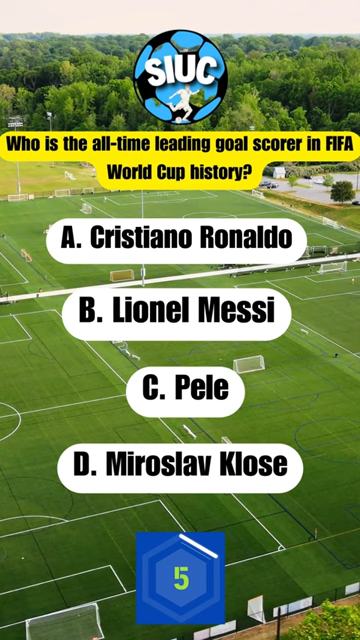 SIUC
Who is the all-time leading goal scorer in FIFA
World Cup history?
A. Cristiano Ronaldo
B. Lionel Messi
C. Pele
D. Miroslav Klose
5